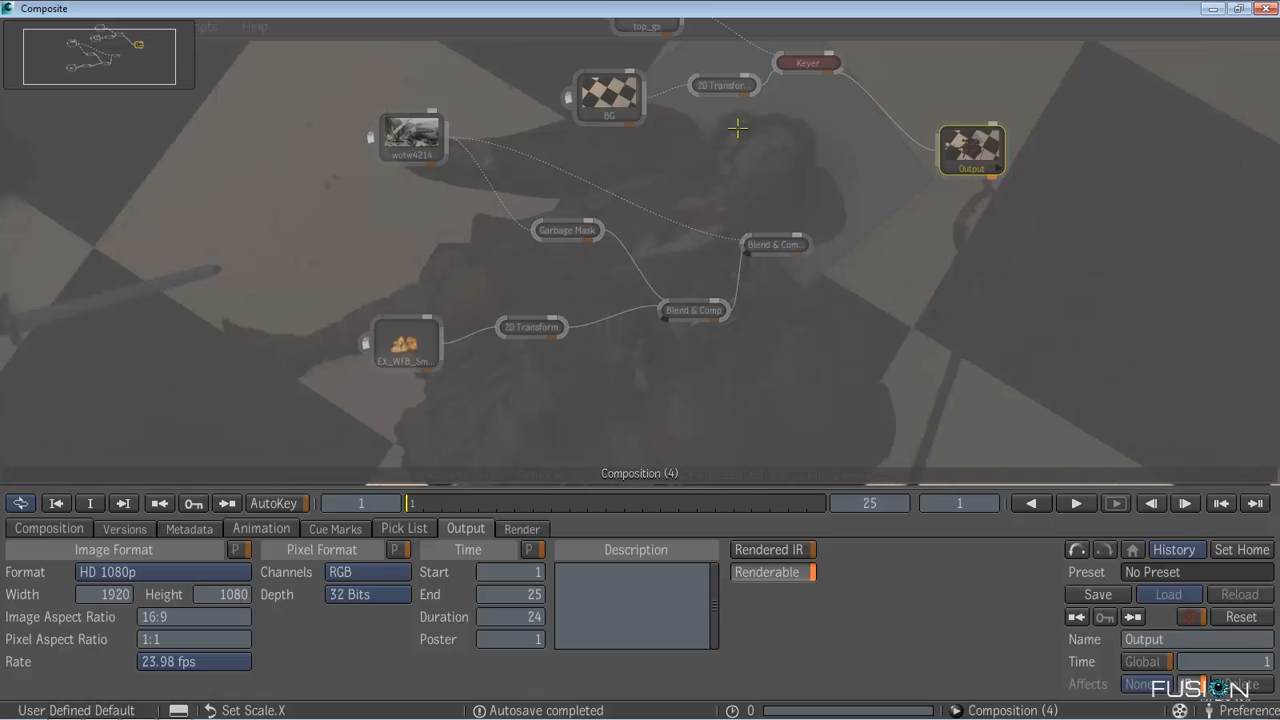 Composite
Help
top_gs
Keyer
2D Transfor...
BG
wotw4214
Output
Garbage Mask
Blend & Com...
Blend & Comp
2D Transform
EX_WFB_Sm...
Composition (4)
AutoKey 1 1 25 1
Composition Versions Metadata Animation Cue Marks Pick List Output Render
Image Format P Pixel Format P Time P Description Rendered IR History Set Home
Format HD 1080p Channels RGB Start 1 Renderable Preset No Preset
Width 1920 Height 1080 Depth 32 Bits End 25 Save Load Reload
Image Aspect Ratio 16:9 Duration 24 Reset
Pixel Aspect Ratio 1:1 Poster 1 Name Output
Rate 23.98 fps Time Global 1
Affects None Delete
FUSION
User Defined Default Set Scale.X Autosave completed 0 Composition (4) Preference